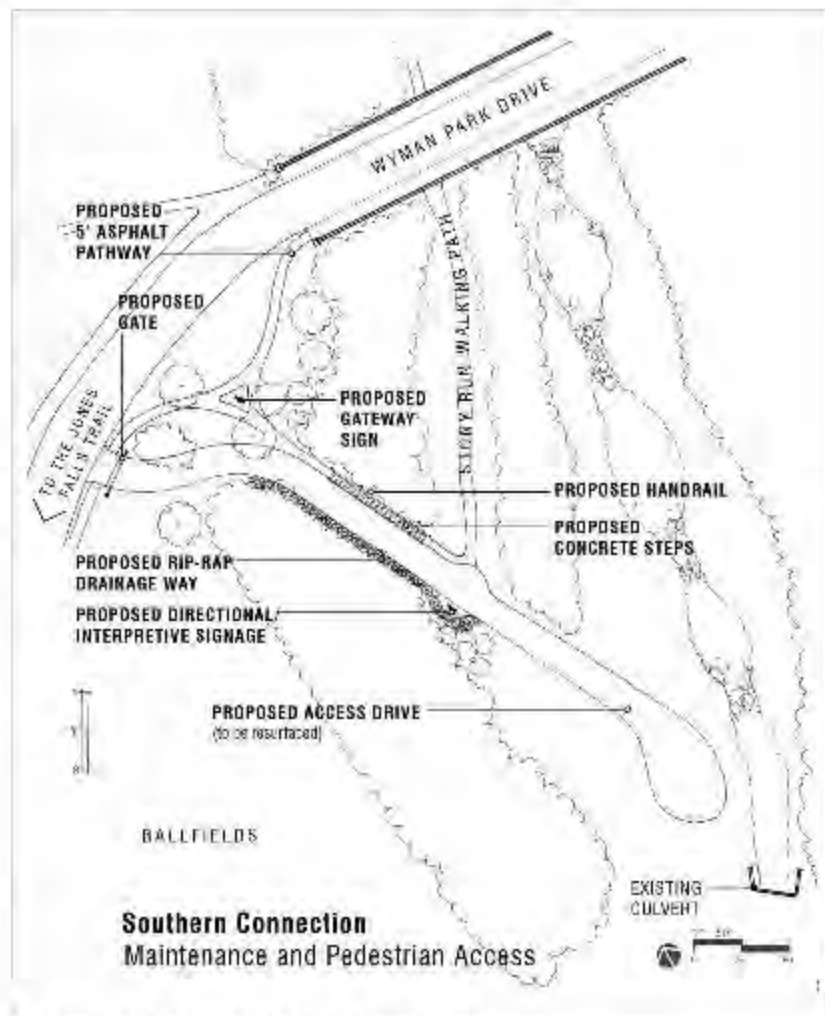 WYMAN PARK DRIVE
PROPOSED
5' ASPHALT
PATHWAY
PROPOSED
GATE
STONY RUN WALKING PATH
PROPOSED
GATEWAY
SIGN
TO THE JONES
FALLS TRAIL
PROPOSED HANDRAIL
PROPOSED
CONCRETE STEPS
PROPOSED RIP-RAP
DRAINAGE WAY
PROPOSED DIRECTIONAL/
INTERPRETIVE SIGNAGE
PROPOSED ACCESS DRIVE
(to be resurfaced)
BALLFIELDS
EXISTING
CULVERT
Southern Connection
Maintenance and Pedestrian Access